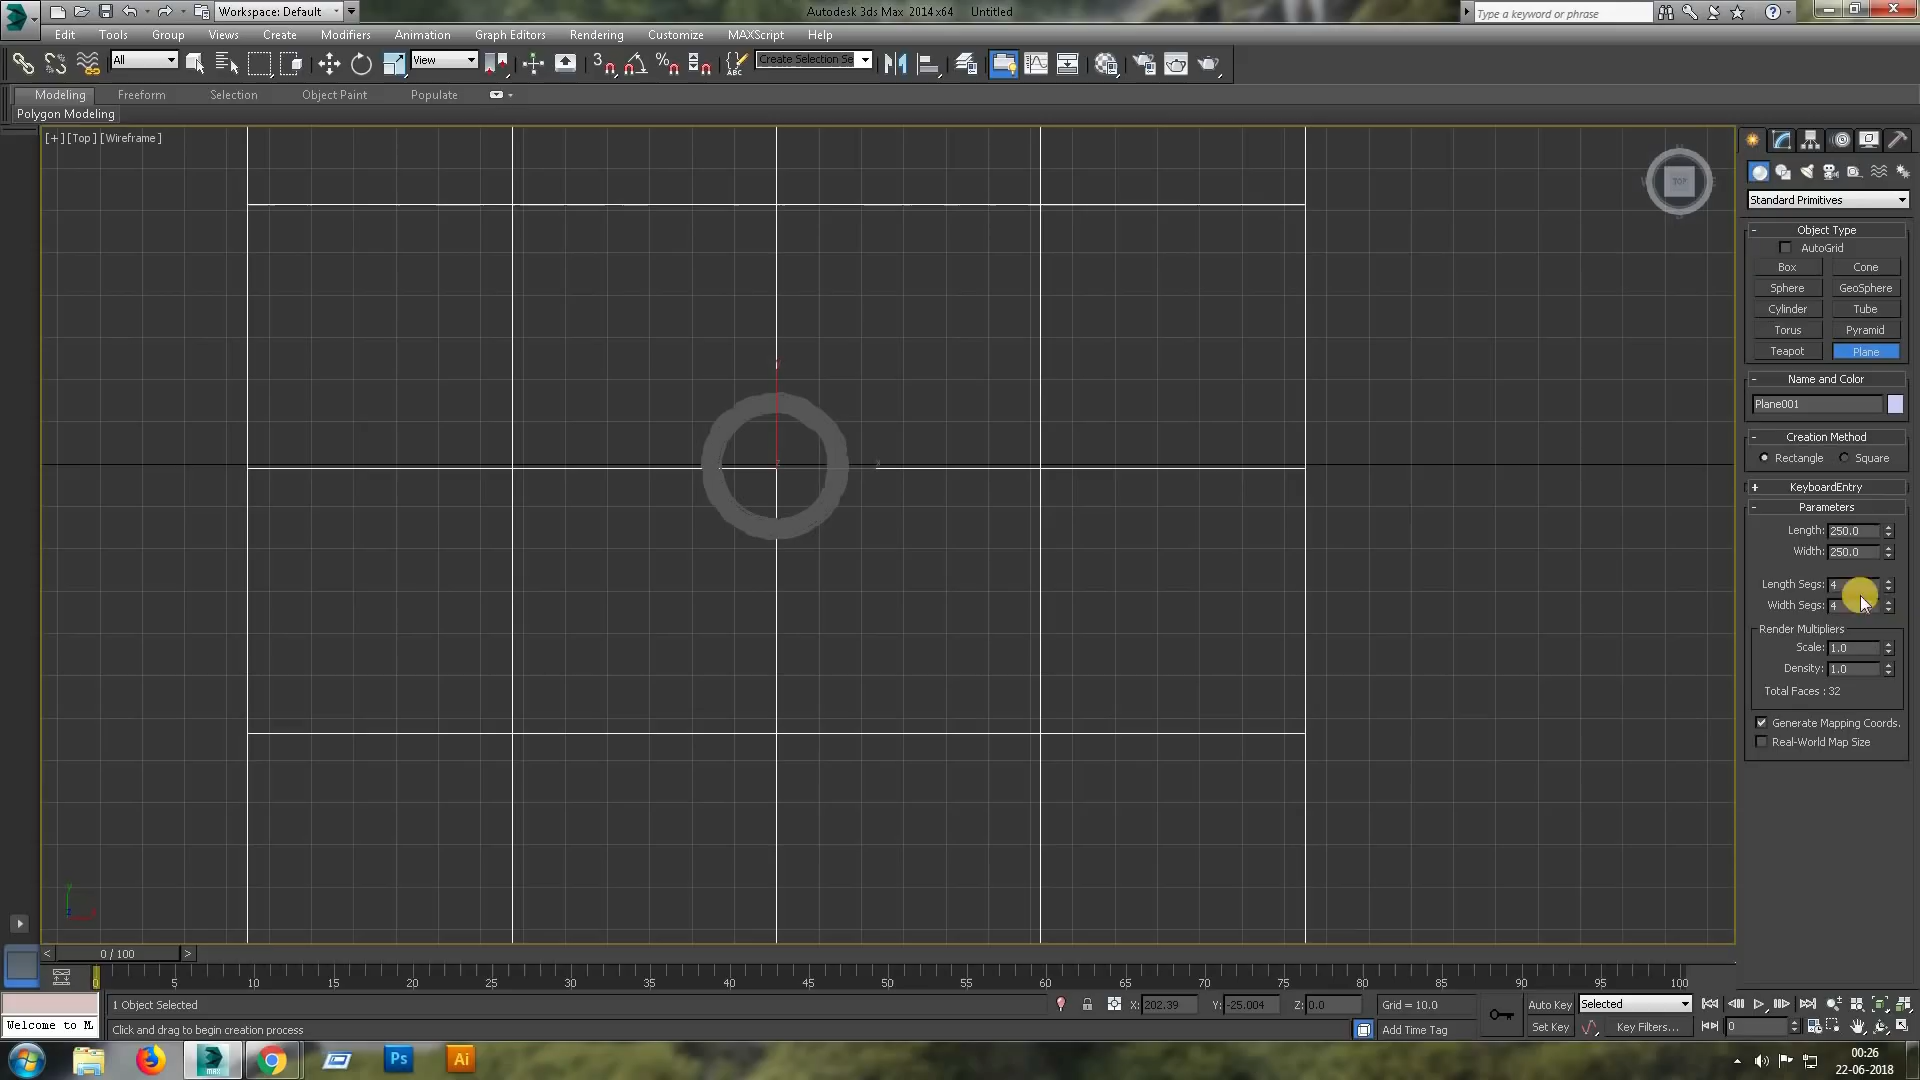 Workspace: Default
Autodesk 3ds Max 2014 x64 Untitled
Type a keyword or phrase
Edit Tools Group Views Create Modifiers Animation Graph Editors Rendering Customize MAXScript Help
All
View
Create Selection Se
Modeling Freeform Selection Object Paint Populate
Polygon Modeling
[+] [Top] [Wireframe]
TOP
Standard Primitives
- Object Type
AutoGrid
Box Cone
Sphere GeoSphere
Cylinder Tube
Torus Pyramid
Teapot Plane
- Name and Color
Plane001
- Creation Method
Rectangle Square
+ KeyboardEntry
- Parameters
Length: 250.0
Width: 250.0
Length Segs: 4
Width Segs: 4
Render Multipliers
Scale: 1.0
Density: 1.0
Total Faces : 32
Generate Mapping Coords.
Real-World Map Size
< 0 / 100 >
0 5 10 15 20 25 30 35 40 45 50 55 60 65 70 75 80 85 90 95 100
1 Object Selected
X: 202.39 Y: -25.004 Z: 0.0 Grid = 10.0
Auto Key Selected
Welcome to M
Click and drag to begin creation process
Add Time Tag
Set Key Key Filters...
0
Ps Ai
00:26
22-06-2018